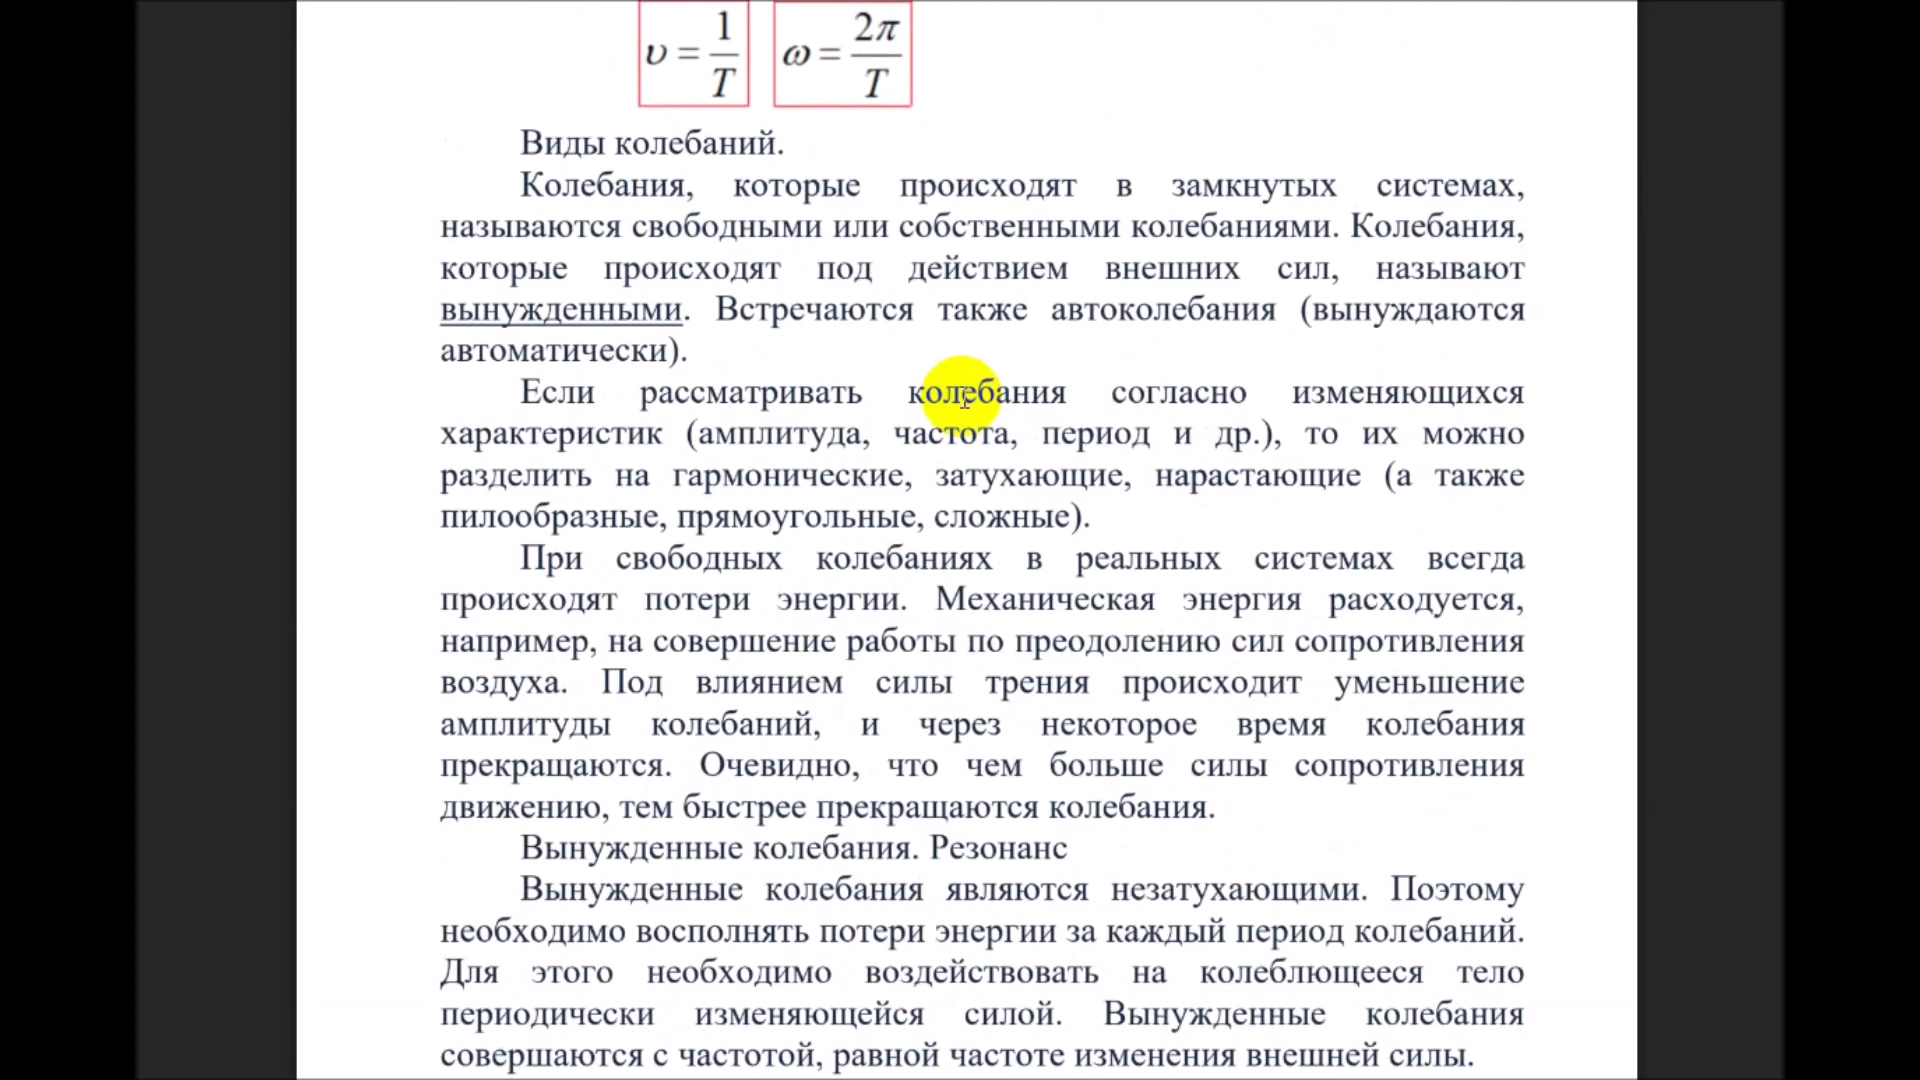 υ = 1/T ω = 2π/T
Виды колебаний.
Колебания, которые происходят в замкнутых системах,
называются свободными или собственными колебаниями. Колебания,
которые происходят под действием внешних сил, называют
вынужденными. Встречаются также автоколебания (вынуждаются
автоматически).
Если рассматривать колебания согласно изменяющихся
характеристик (амплитуда, частота, период и др.), то их можно
разделить на гармонические, затухающие, нарастающие (а также
пилообразные, прямоугольные, сложные).
При свободных колебаниях в реальных системах всегда
происходят потери энергии. Механическая энергия расходуется,
например, на совершение работы по преодолению сил сопротивления
воздуха. Под влиянием силы трения происходит уменьшение
амплитуды колебаний, и через некоторое время колебания
прекращаются. Очевидно, что чем больше силы сопротивления
движению, тем быстрее прекращаются колебания.
Вынужденные колебания. Резонанс
Вынужденные колебания являются незатухающими. Поэтому
необходимо восполнять потери энергии за каждый период колебаний.
Для этого необходимо воздействовать на колеблющееся тело
периодически изменяющейся силой. Вынужденные колебания
совершаются с частотой, равной частоте изменения внешней силы.